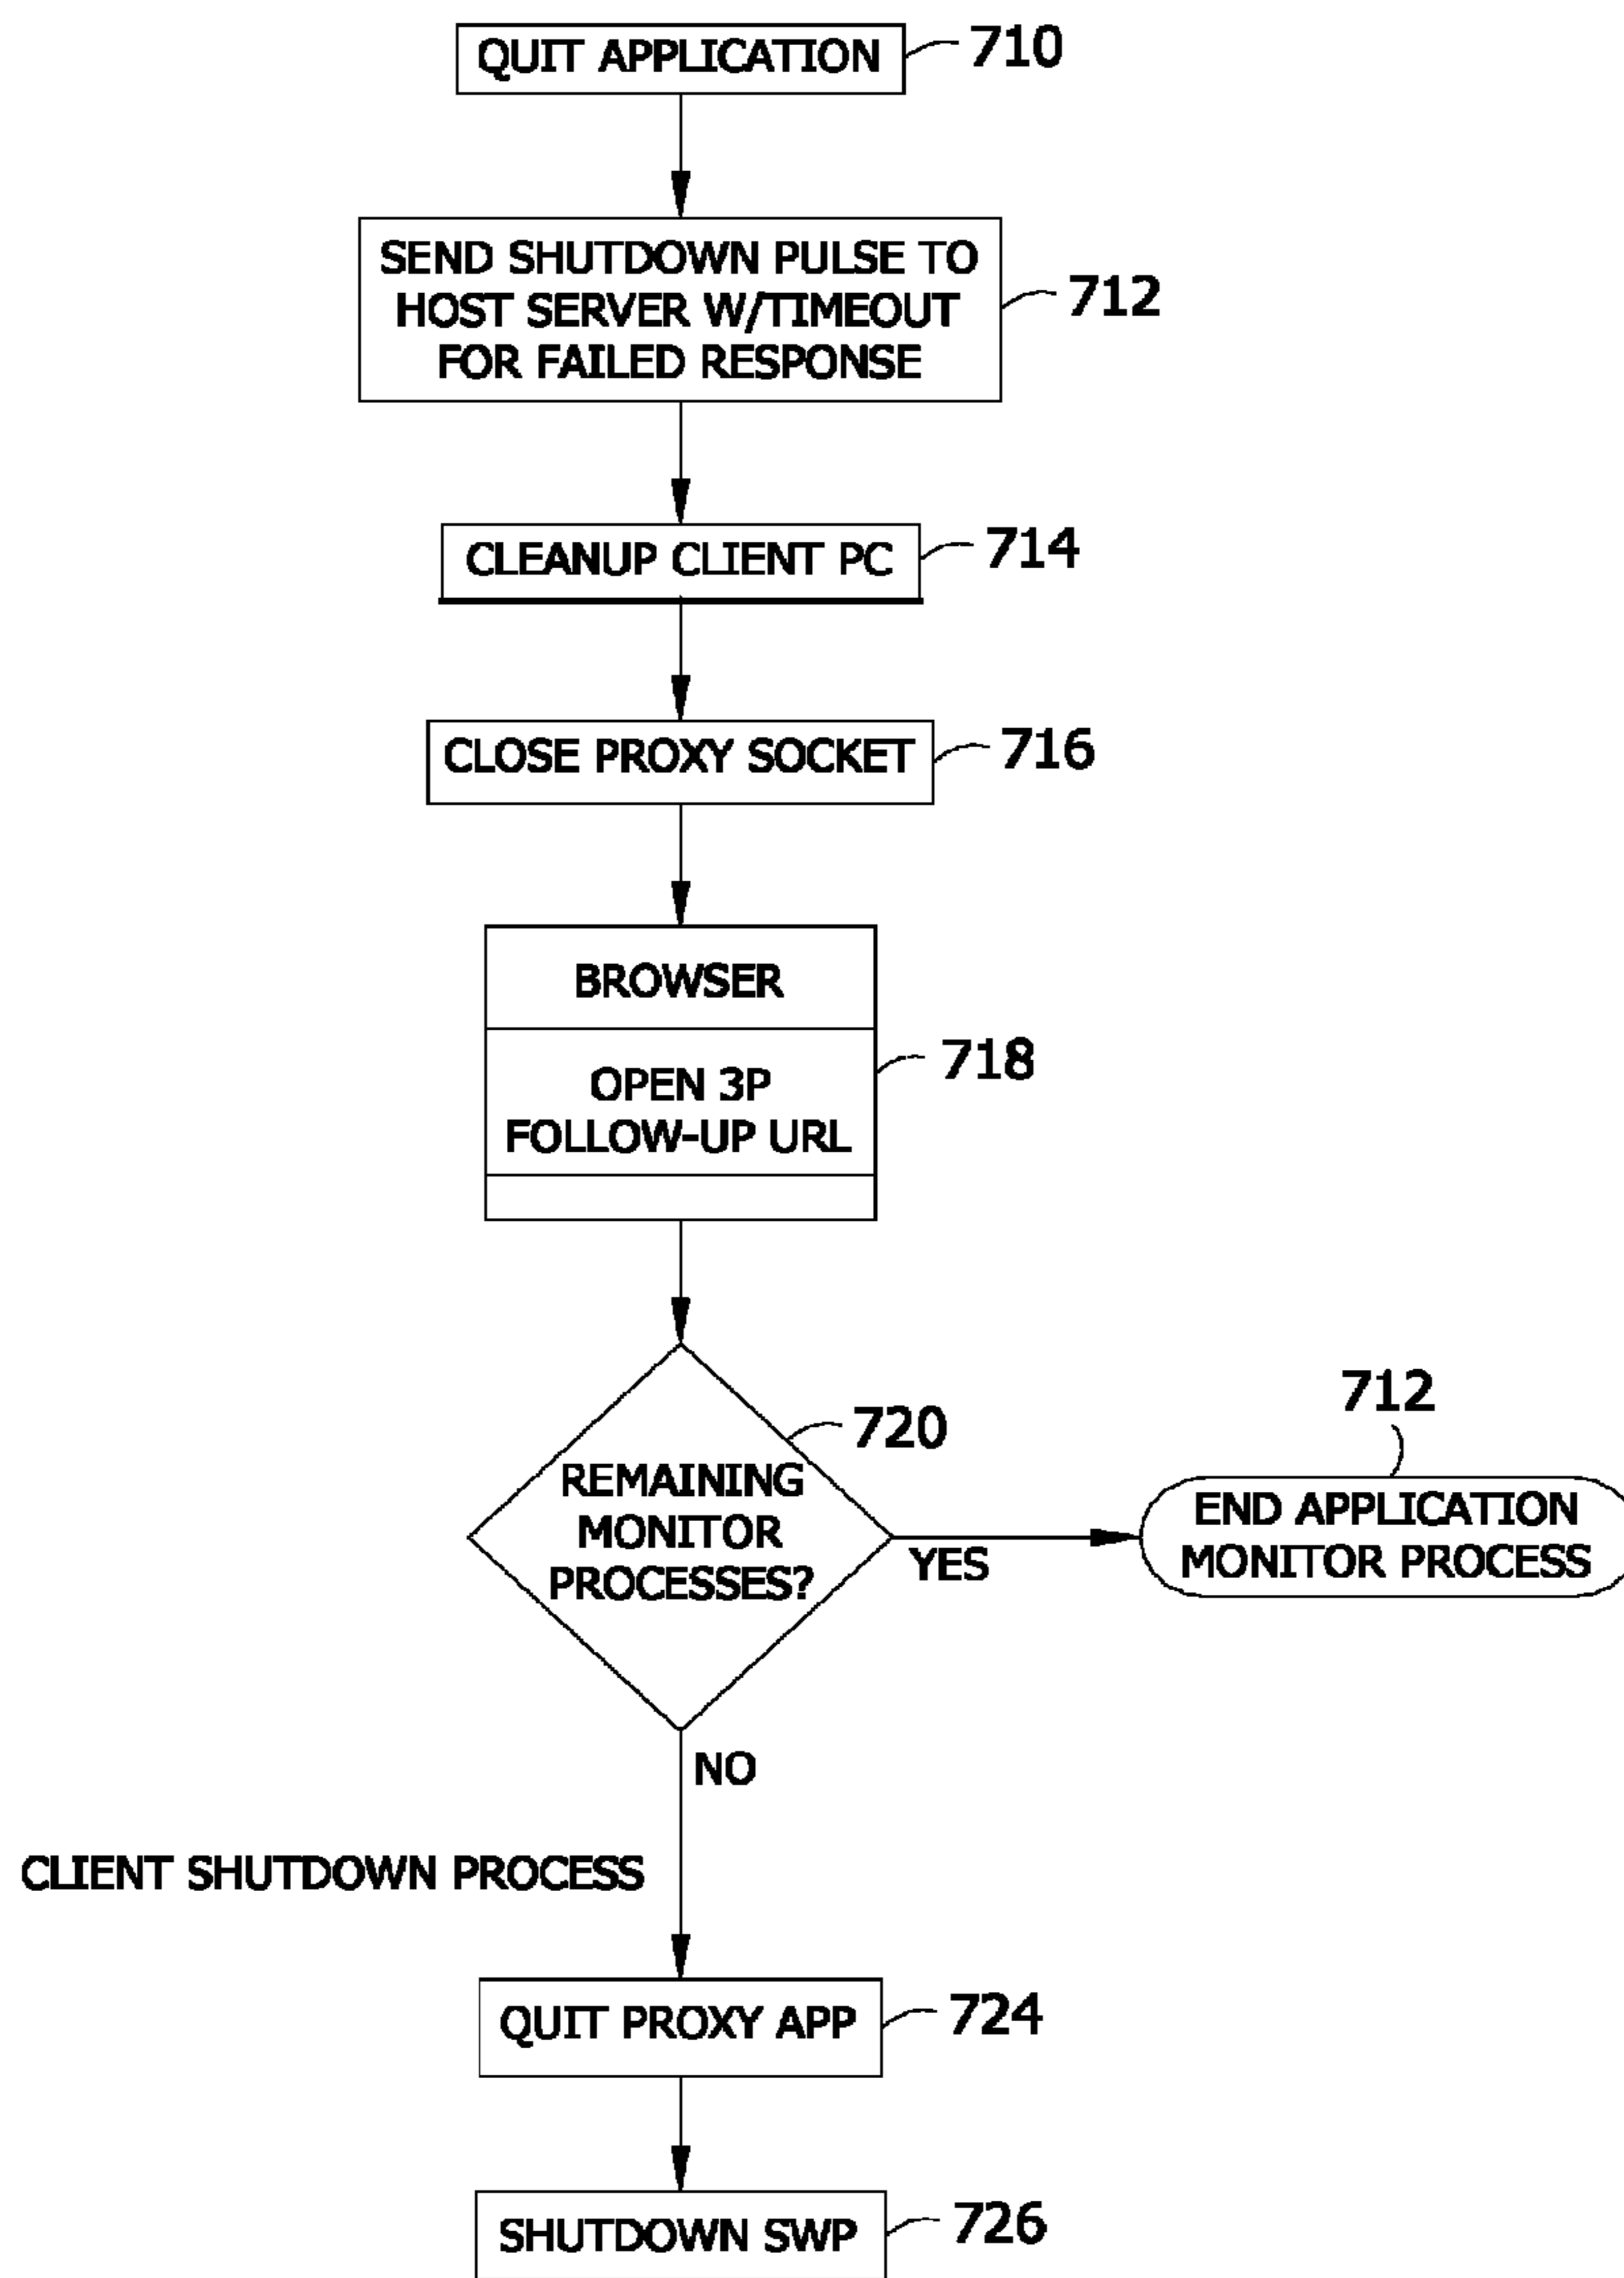 QUIT APPLICATION
710
SEND SHUTDOWN PULSE TO
HOST SERVER W/TIMEOUT
FOR FAILED RESPONSE
712
CLEANUP CLIENT PC
714
CLOSE PROXY SOCKET
716
BROWSER
OPEN 3P
FOLLOW-UP URL
718
REMAINING
MONITOR
PROCESSES?
720
YES
712
END APPLICATION
MONITOR PROCESS
NO
CLIENT SHUTDOWN PROCESS
QUIT PROXY APP
724
SHUTDOWN SWP
726